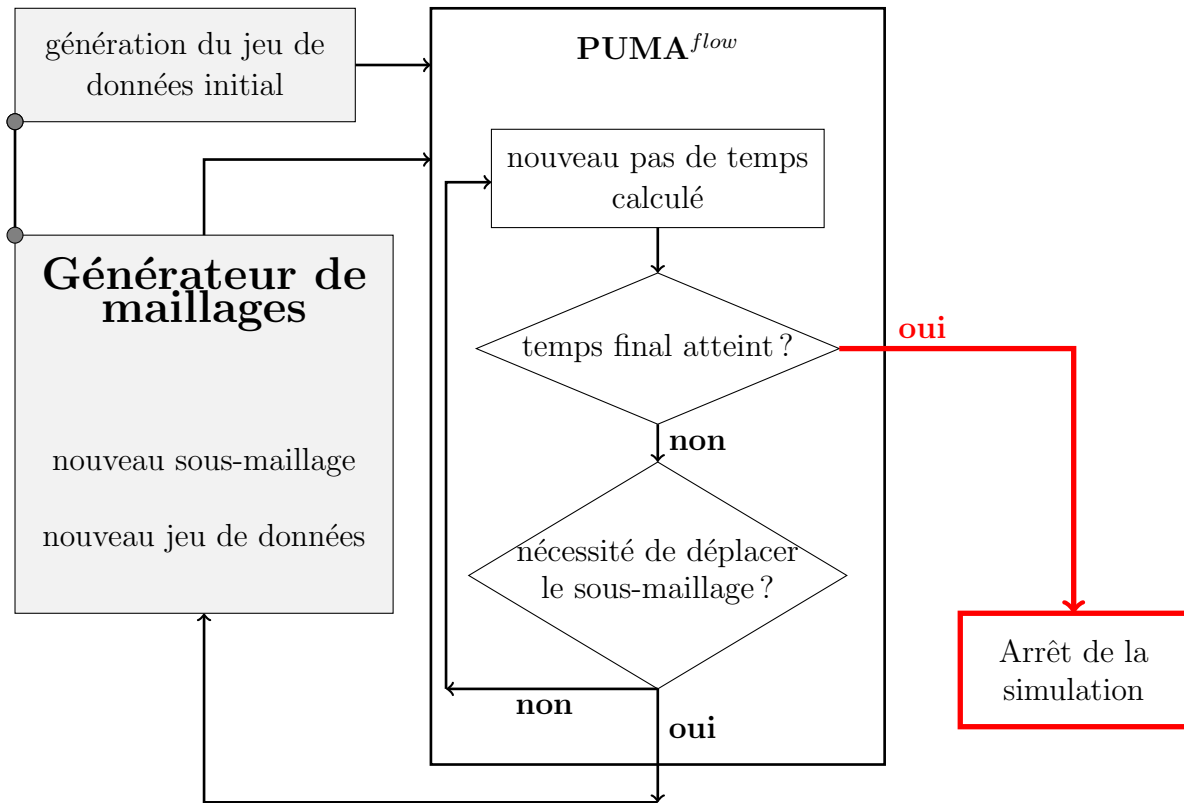 génération du jeu de
données initial
PUMA^flow
nouveau pas de temps
calculé
Générateur de
maillages
temps final atteint ?
oui
non
nouveau sous-maillage
nouveau jeu de données
nécessité de déplacer
le sous-maillage ?
Arrêt de la
simulation
non
oui